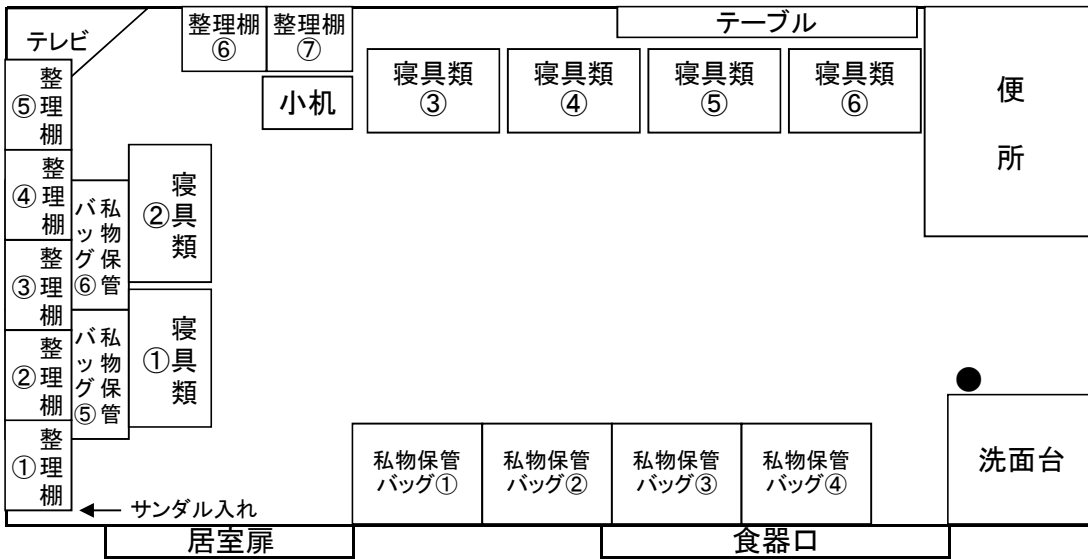 テレビ
整理棚
⑥
整理棚
⑦
テーブル
小机
寝具類
③
寝具類
④
寝具類
⑤
寝具類
⑥
便所
整理棚
⑤
整理棚
④
整理棚
③
整理棚
②
整理棚
①
私物保管
バッグ⑥
私物保管
バッグ⑤
寝具類
②
寝具類
①
私物保管
バッグ①
私物保管
バッグ②
私物保管
バッグ③
私物保管
バッグ④
洗面台
← サンダル入れ
居室扉
食器口